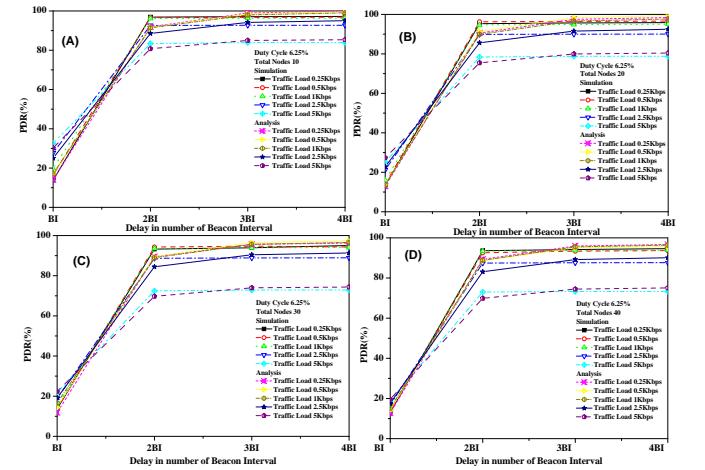 (A)
PDR(%)
100
80
60
40
20
0
Duty Cycle 6.25%
Total Nodes 10
Simulation
Traffic Load 0.25Kbps
Traffic Load 0.5Kbps
Traffic Load 1Kbps
Traffic Load 2.5Kbps
Traffic Load 5Kbps
Analysis
Traffic Load 0.25Kbps
Traffic Load 0.5Kbps
Traffic Load 1Kbps
Traffic Load 2.5Kbps
Traffic Load 5Kbps
BI 2BI 3BI 4BI
Delay in number of Beacon Interval
(B)
PDR(%)
100
80
60
40
20
0
Duty Cycle 6.25%
Total Nodes 20
Simulation
Traffic Load 0.25Kbps
Traffic Load 0.5Kbps
Traffic Load 1Kbps
Traffic Load 2.5Kbps
Traffic Load 5Kbps
Analysis
Traffic Load 0.25Kbps
Traffic Load 0.5Kbps
Traffic Load 1Kbps
Traffic Load 2.5Kbps
Traffic Load 5Kbps
BI 2BI 3BI 4BI
Delay in number of Beacon Interval
(C)
PDR(%)
100
80
60
40
20
0
Duty Cycle 6.25%
Total Nodes 30
Simulation
Traffic Load 0.25Kbps
Traffic Load 0.5Kbps
Traffic Load 1Kbps
Traffic Load 2.5Kbps
Traffic Load 5Kbps
Analysis
Traffic Load 0.25Kbps
Traffic Load 0.5Kbps
Traffic Load 1Kbps
Traffic Load 2.5Kbps
Traffic Load 5Kbps
BI 2BI 3BI 4BI
Delay in number of Beacon Interval
(D)
PDR(%)
100
80
60
40
20
0
Duty Cycle 6.25%
Total Nodes 40
Simulation
Traffic Load 0.25Kbps
Traffic Load 0.5Kbps
Traffic Load 1Kbps
Traffic Load 2.5Kbps
Traffic Load 5Kbps
Analysis
Traffic Load 0.25Kbps
Traffic Load 0.5Kbps
Traffic Load 1Kbps
Traffic Load 2.5Kbps
Traffic Load 5Kbps
BI 2BI 3BI 4BI
Delay in number of Beacon Interval